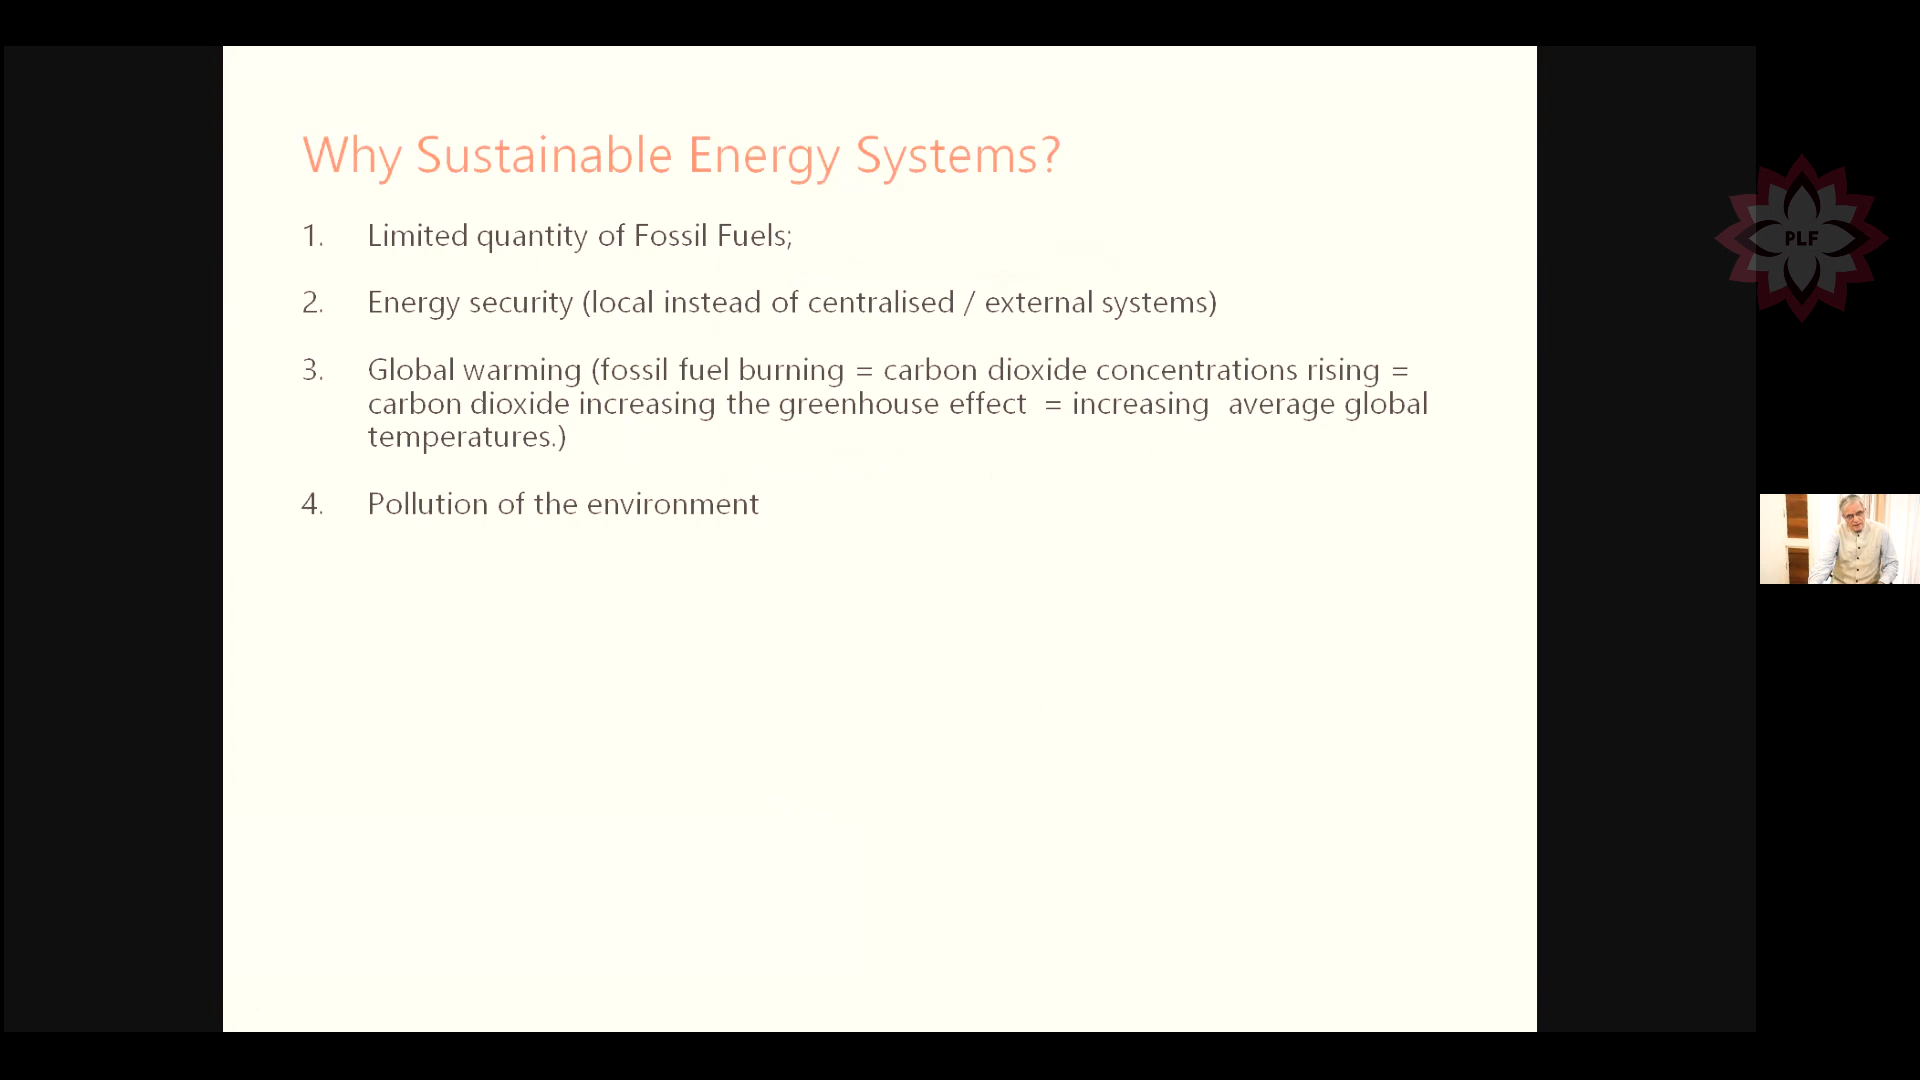 Why Sustainable Energy Systems?
1. Limited quantity of Fossil Fuels;
2. Energy security (local instead of centralised / external systems)
3. Global warming (fossil fuel burning = carbon dioxide concentrations rising =
carbon dioxide increasing the greenhouse effect = increasing average global
temperatures.)
4. Pollution of the environment
PLF